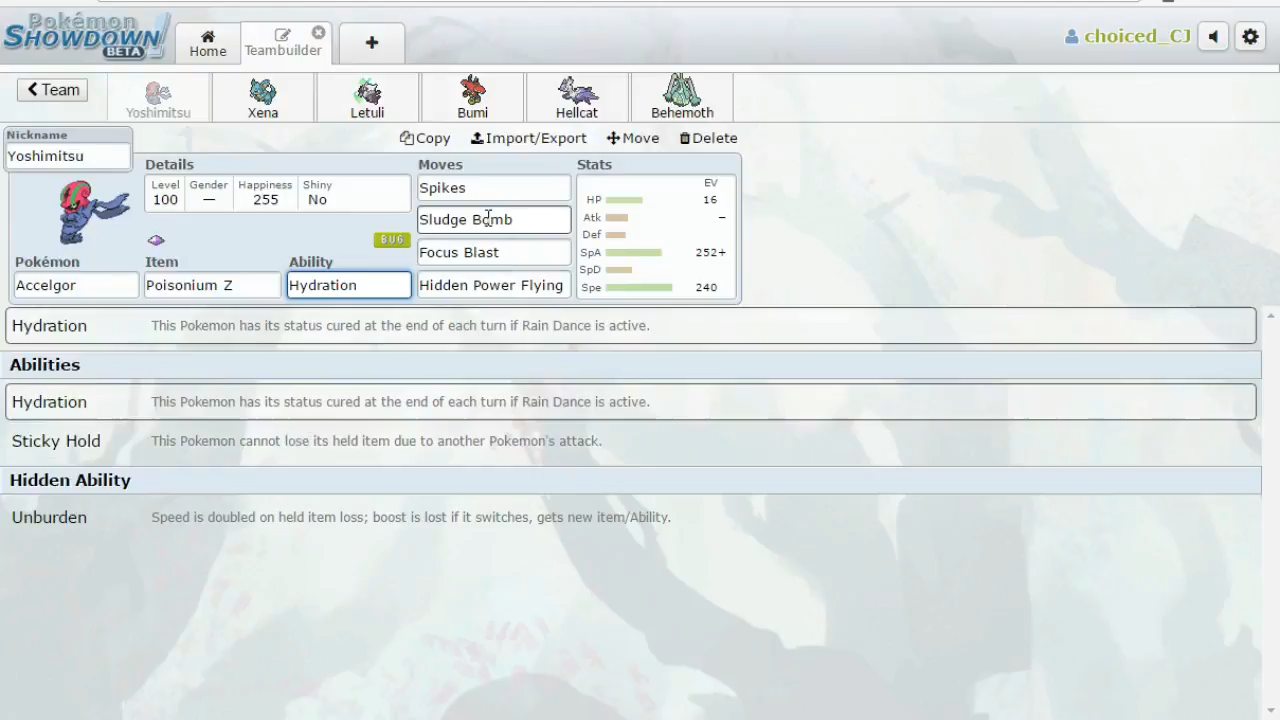 Pokémon
SHOWDOWN
BETA
Home
Teambuilder
+
choiced_CJ
Team
Yoshimitsu
Xena
Letuli
Bumi
Hellcat
Behemoth
Copy
Import/Export
Move
Delete
Nickname
Yoshimitsu
Details
Level
Gender
Happiness
Shiny
100
—
255
No
BUG
Pokémon
Accelgor
Item
Poisonium Z
Ability
Hydration
Moves
Spikes
Sludge Bomb
Focus Blast
Hidden Power Flying
Stats
EV
HP 16
Atk –
Def
SpA 252+
SpD
Spe 240
Hydration This Pokemon has its status cured at the end of each turn if Rain Dance is active.
Abilities
Hydration This Pokemon has its status cured at the end of each turn if Rain Dance is active.
Sticky Hold This Pokemon cannot lose its held item due to another Pokemon's attack.
Hidden Ability
Unburden Speed is doubled on held item loss; boost is lost if it switches, gets new item/Ability.